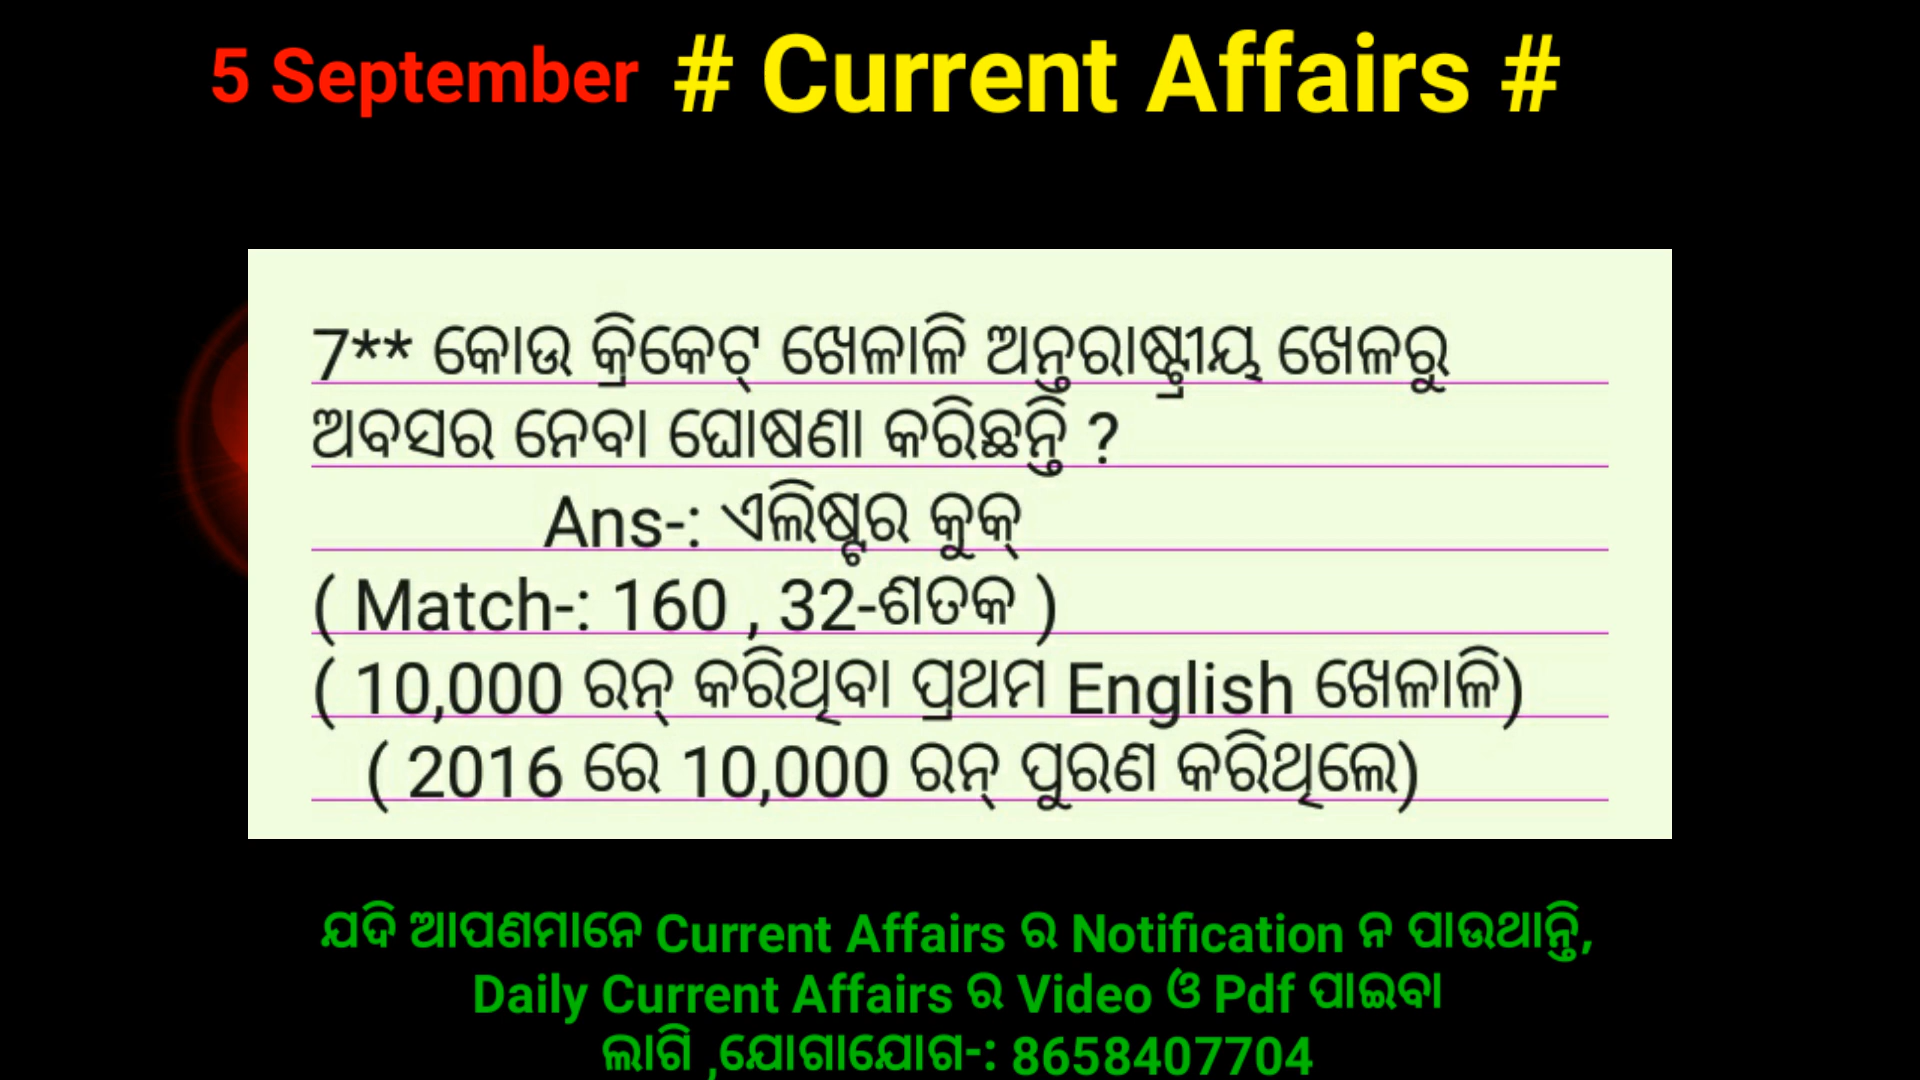 5 September # Current Affairs #
7** କୋଉ କ୍ରିକେଟ୍ ଖେଳାଳି ଅନ୍ତରାଷ୍ଟ୍ରୀୟ ଖେଳରୁ
ଅବସର ନେବା ଘୋଷଣା କରିଛନ୍ତି ?
Ans-: ଏଲିଷ୍ଟର କୁକ୍
( Match-: 160 , 32-ଶତକ )
( 10,000 ରନ୍ କରିଥିବା ପ୍ରଥମ English ଖେଳାଳି)
( 2016 ରେ 10,000 ରନ୍ ପୁରଣ କରିଥିଲେ)
ଯଦି ଆପଣମାନେ Current Affairs ର Notification ନ ପାଉଥାନ୍ତି,
Daily Current Affairs ର Video ଓ Pdf ପାଇବା
ଲାଗି ,ଯୋଗାଯୋଗ-: 8658407704